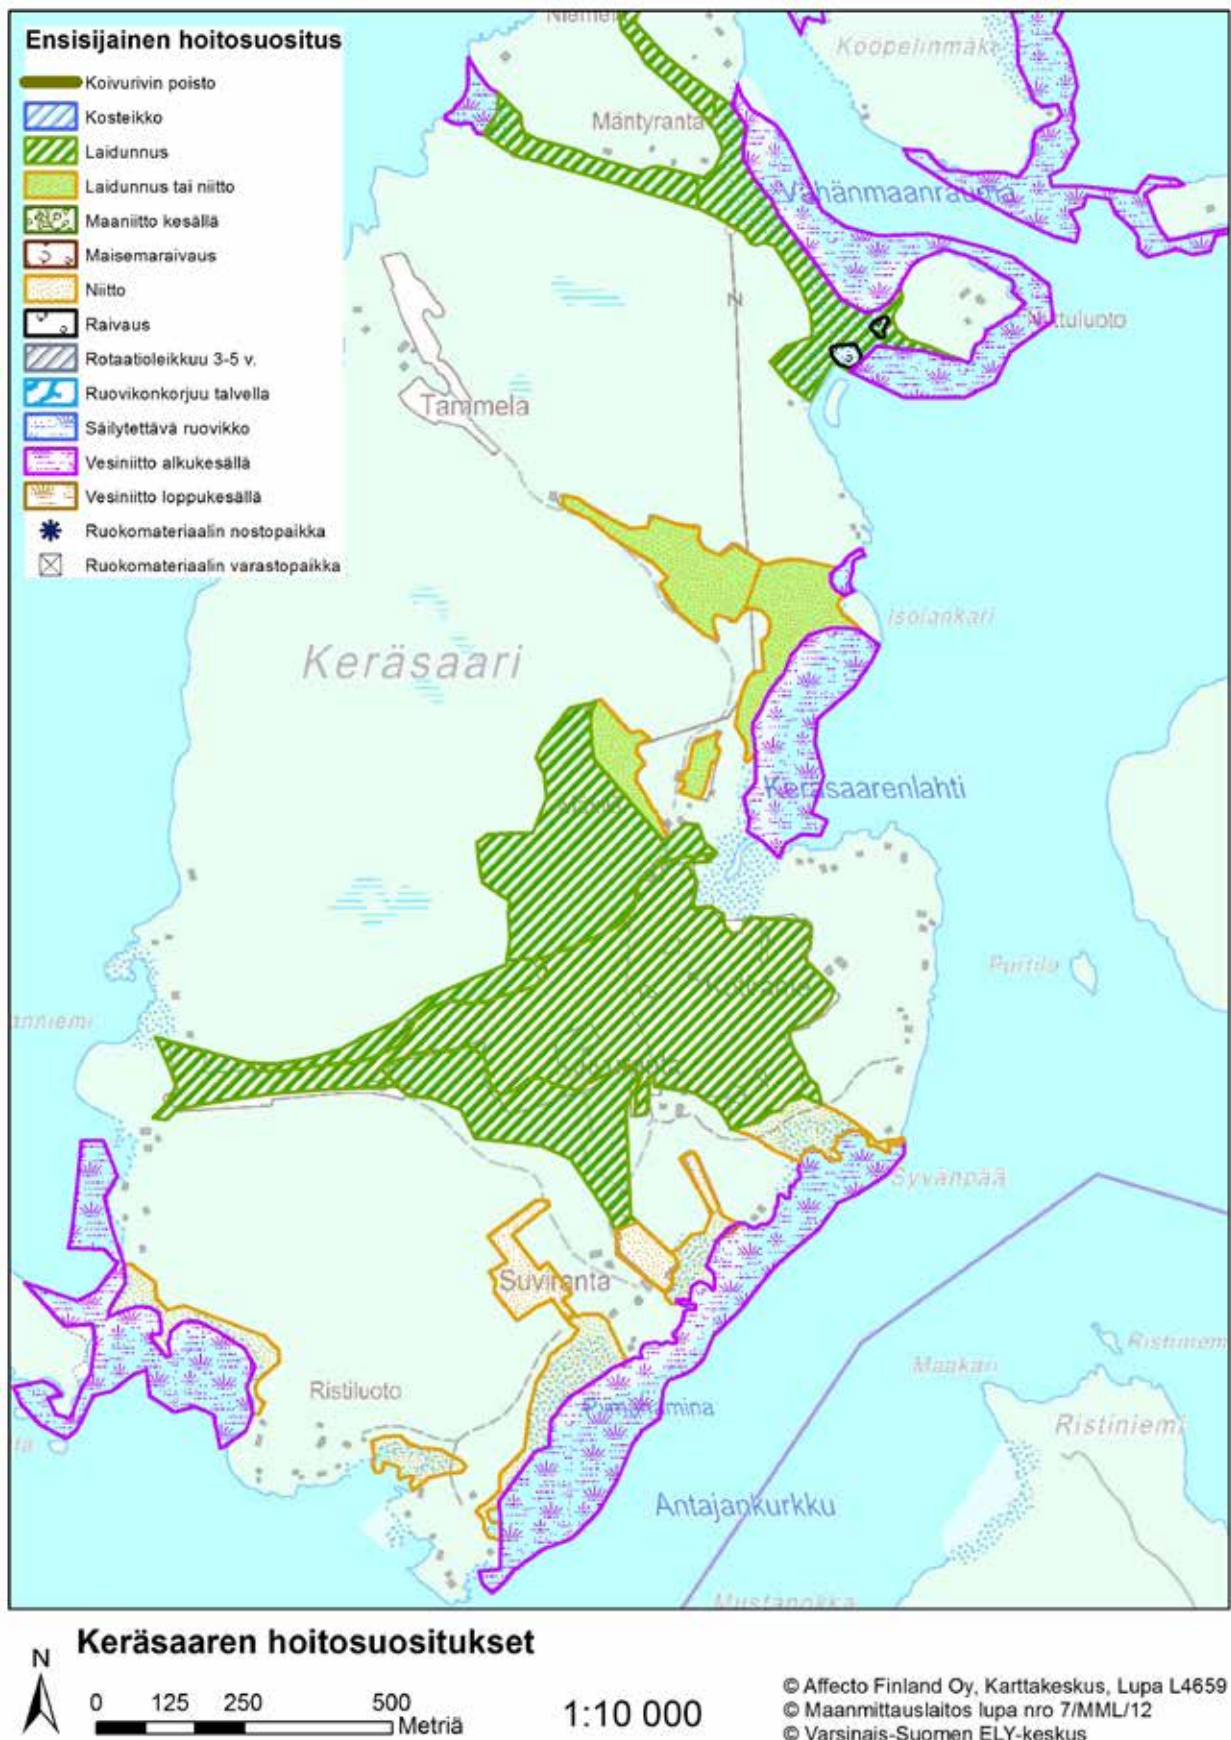 Ensisijainen hoitosuositus
Koivurivin poisto
Kosteikko
Laidunnus
Laidunnus tai niitto
Maaniitto kesällä
Maisemaraivaus
Niitto
Raivaus
Rotaatioleikkuu 3-5 v.
Ruovikonkorjuu talvella
Säilytettävä ruovikko
Vesiniitto alkukesällä
Vesiniitto loppukesällä
Ruokomateriaalin nostopaikka
Ruokomateriaalin varastopaikka
Koopelinmäki
Mäntyranta
Vähänmaanrauma
Tammela
Isolankari
Keräsaari
Keräsaarenlahti
Koliranta
Syvänpää
Suviranta
Ristiluoto
Maakari
Ristiniemi
Antajankurkku
Mustanokka
Keräsaaren hoitosuositukset
N
0 125 250 500
Metriä
1:10 000
© Affecto Finland Oy, Karttakeskus, Lupa L4659
© Maanmittauslaitos lupa nro 7/MML/12
© Varsinais-Suomen ELY-keskus